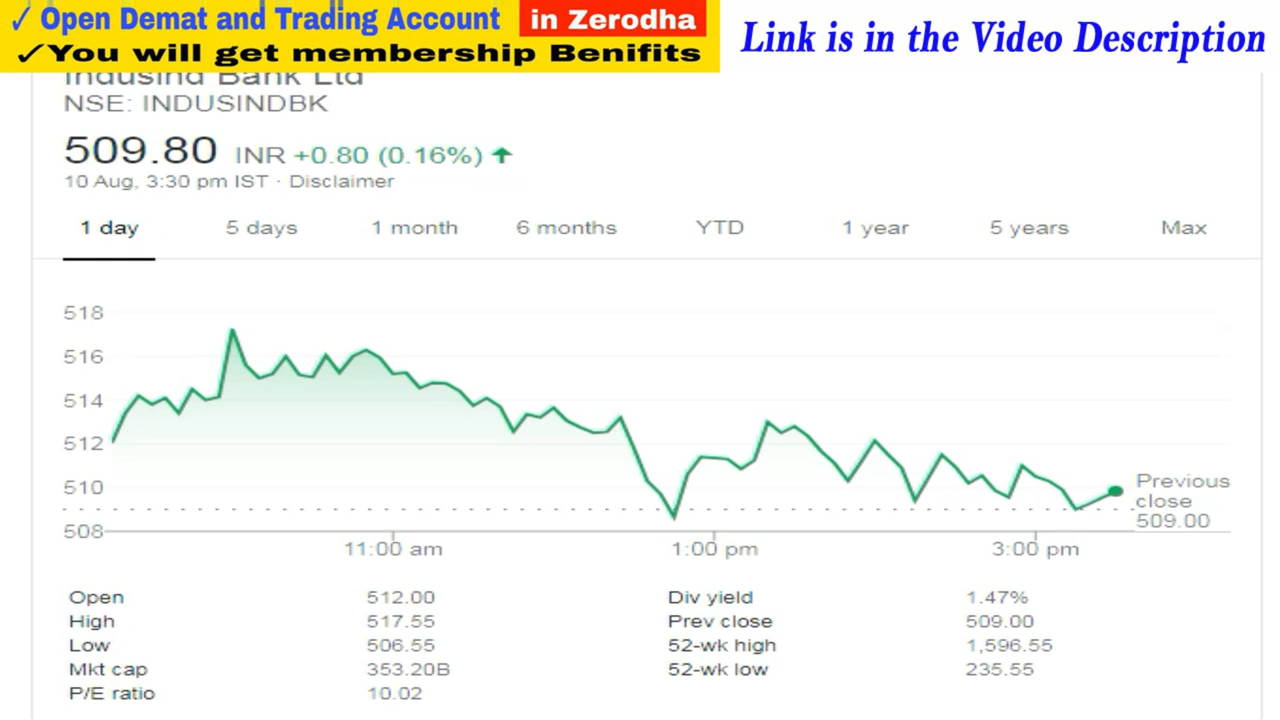 ✓ Open Demat and Trading Account in Zerodha
✓You will get membership Benifits
Link is in the Video Description
Indusind Bank Ltd
NSE: INDUSINDBK
509.80 INR +0.80 (0.16%) ↑
10 Aug, 3:30 pm IST · Disclaimer
1 day 5 days 1 month 6 months YTD 1 year 5 years Max
518
516
514
512
510
508
Previous
close
509.00
11:00 am 1:00 pm 3:00 pm
Open 512.00 Div yield 1.47%
High 517.55 Prev close 509.00
Low 506.55 52-wk high 1,596.55
Mkt cap 353.20B 52-wk low 235.55
P/E ratio 10.02